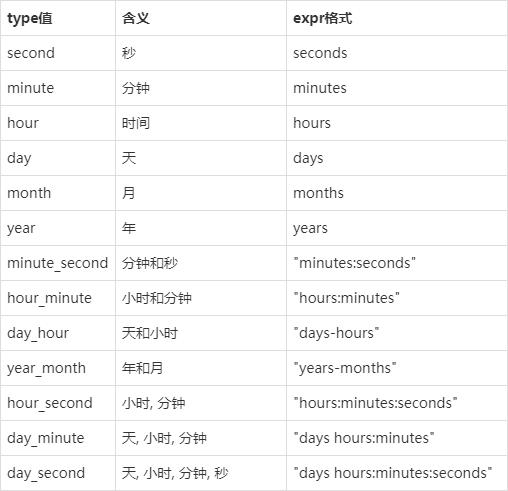 type值 含义 expr格式
second 秒 seconds
minute 分钟 minutes
hour 时间 hours
day 天 days
month 月 months
year 年 years
minute_second 分钟和秒 "minutes:seconds"
hour_minute 小时和分钟 "hours:minutes"
day_hour 天和小时 "days-hours"
year_month 年和月 "years-months"
hour_second 小时, 分钟 "hours:minutes:seconds"
day_minute 天, 小时, 分钟 "days hours:minutes"
day_second 天, 小时, 分钟, 秒 "days hours:minutes:seconds"